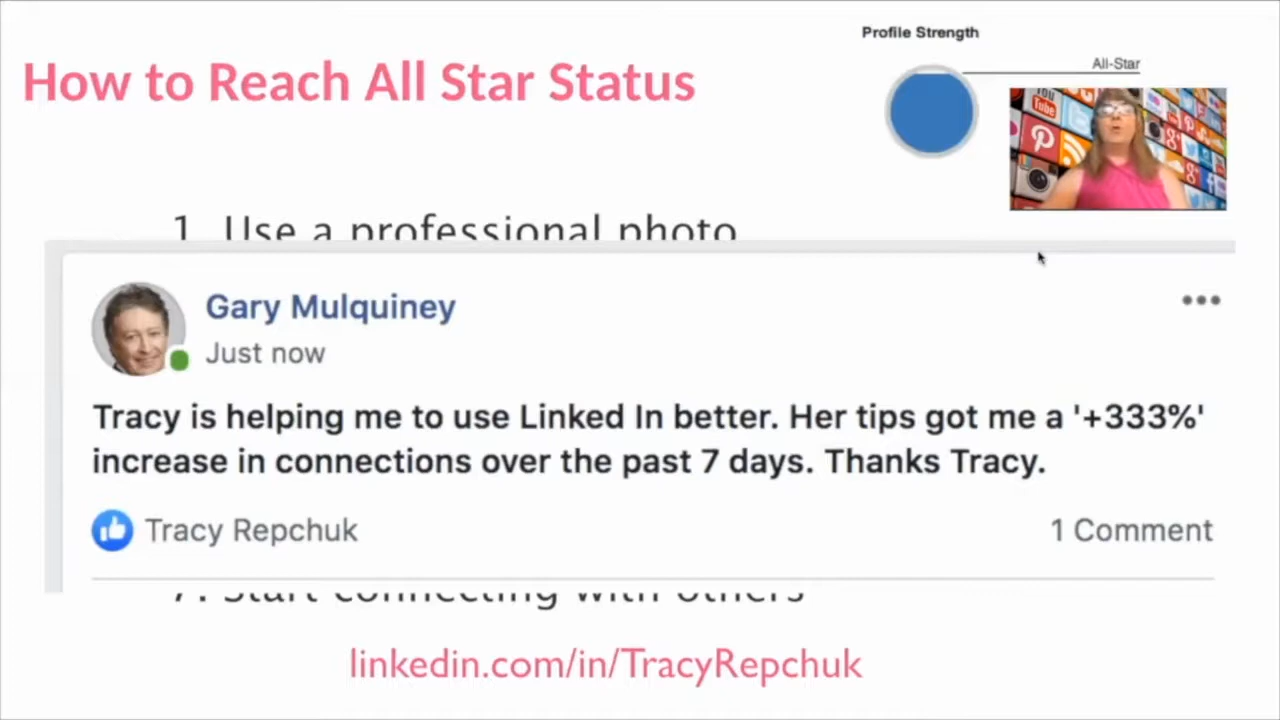 Profile Strength
All-Star
How to Reach All Star Status
You
Tube
1. Use a professional photo
Gary Mulquiney
Just now
Tracy is helping me to use Linked In better. Her tips got me a '+333%'
increase in connections over the past 7 days. Thanks Tracy.
Tracy Repchuk
1 Comment
7. Start connecting with others
linkedin.com/in/TracyRepchuk